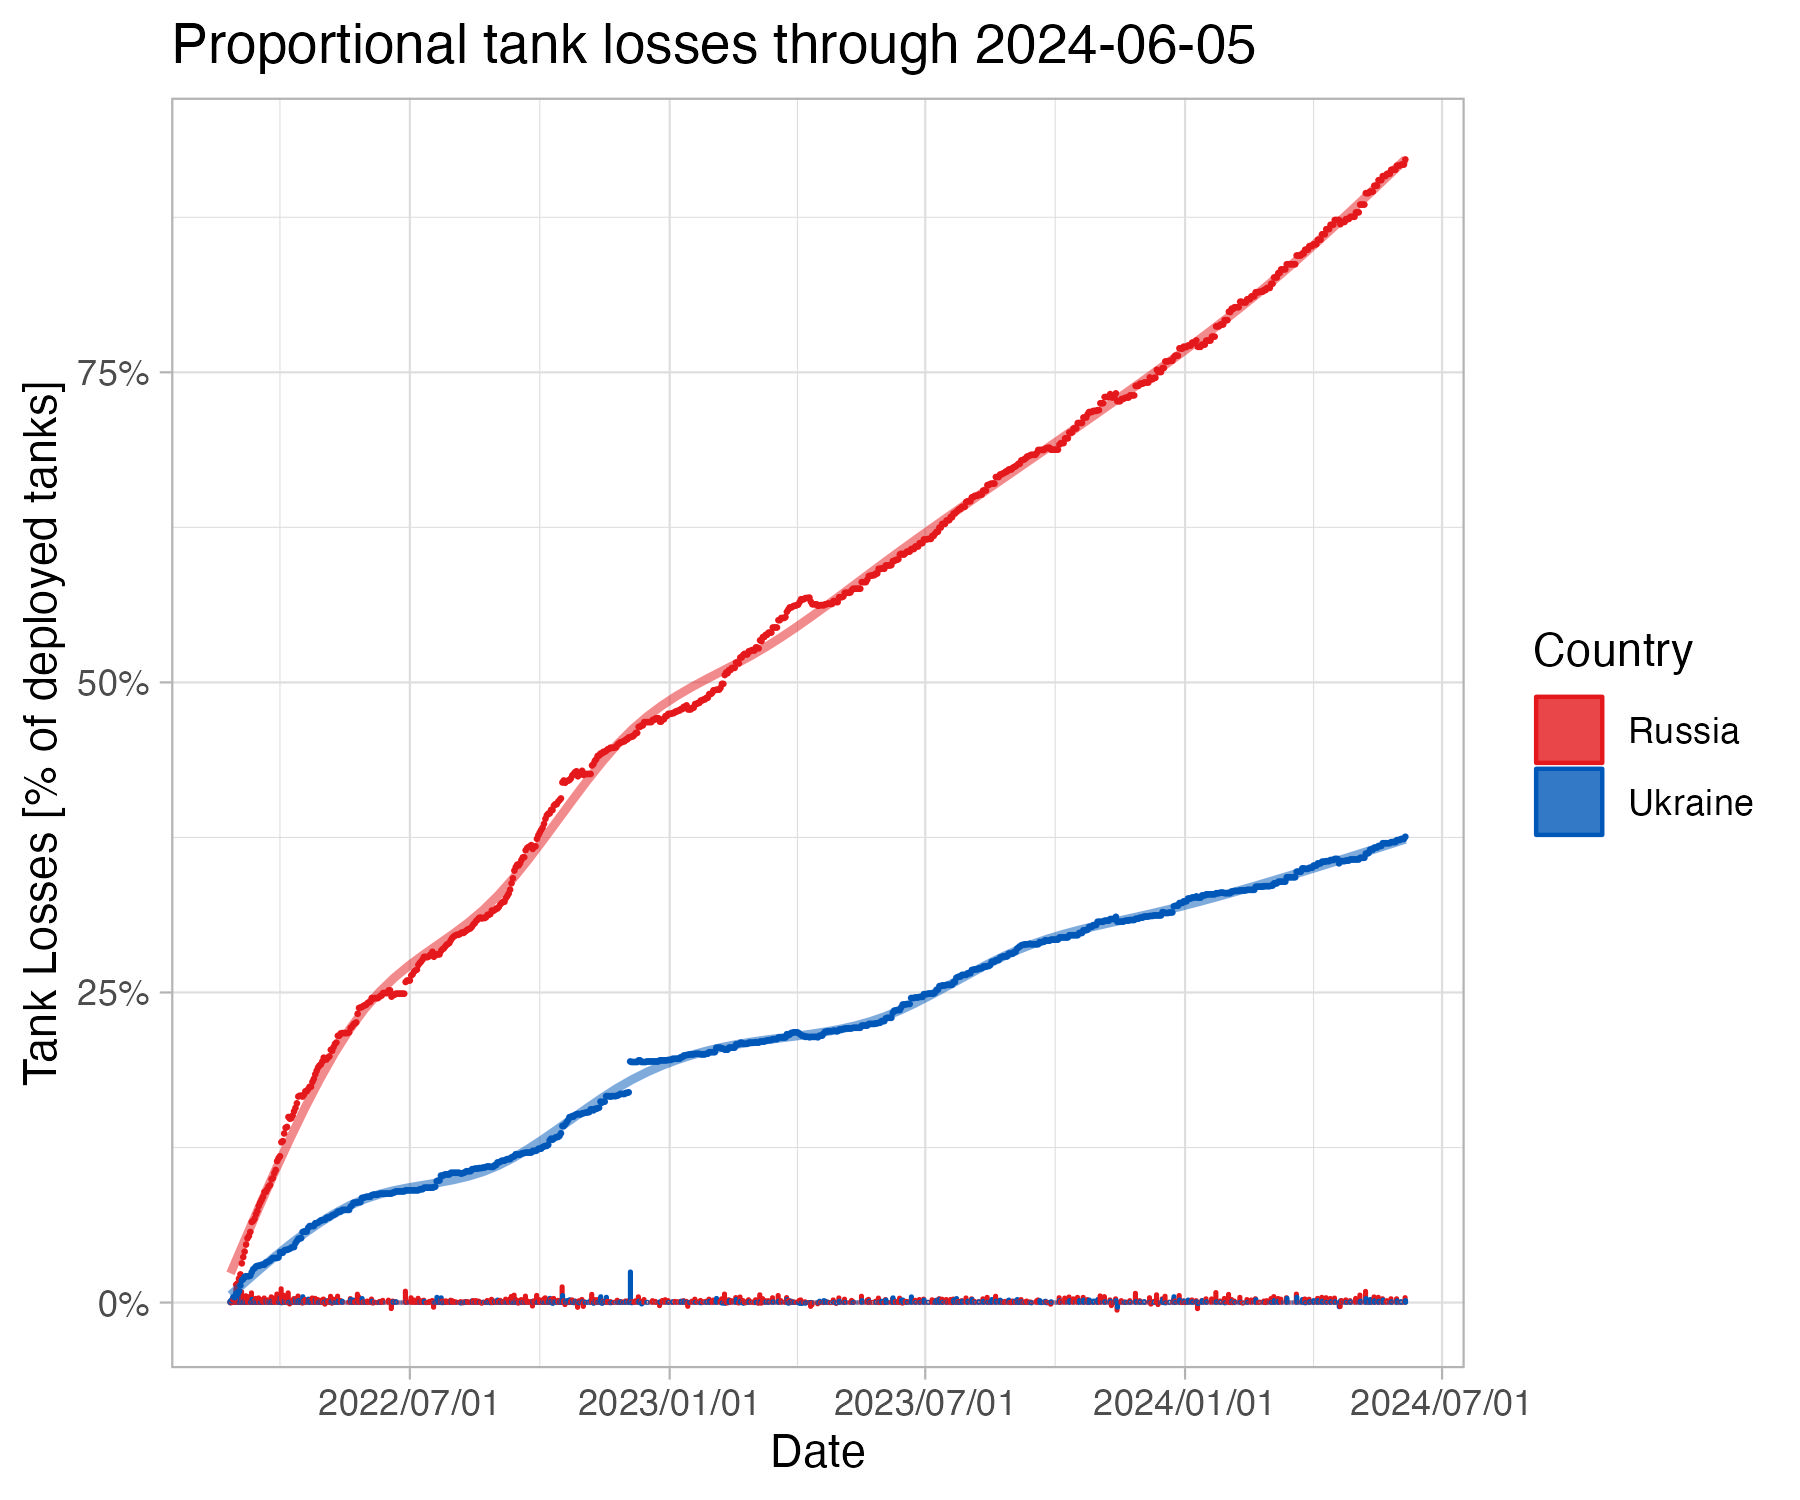 Proportional tank losses through 2024-06-05
Tank Losses [% of deployed tanks]
75%
50%
25%
0%
2022/07/01
2023/01/01
2023/07/01
2024/01/01
2024/07/01
Date
Country
Russia
Ukraine